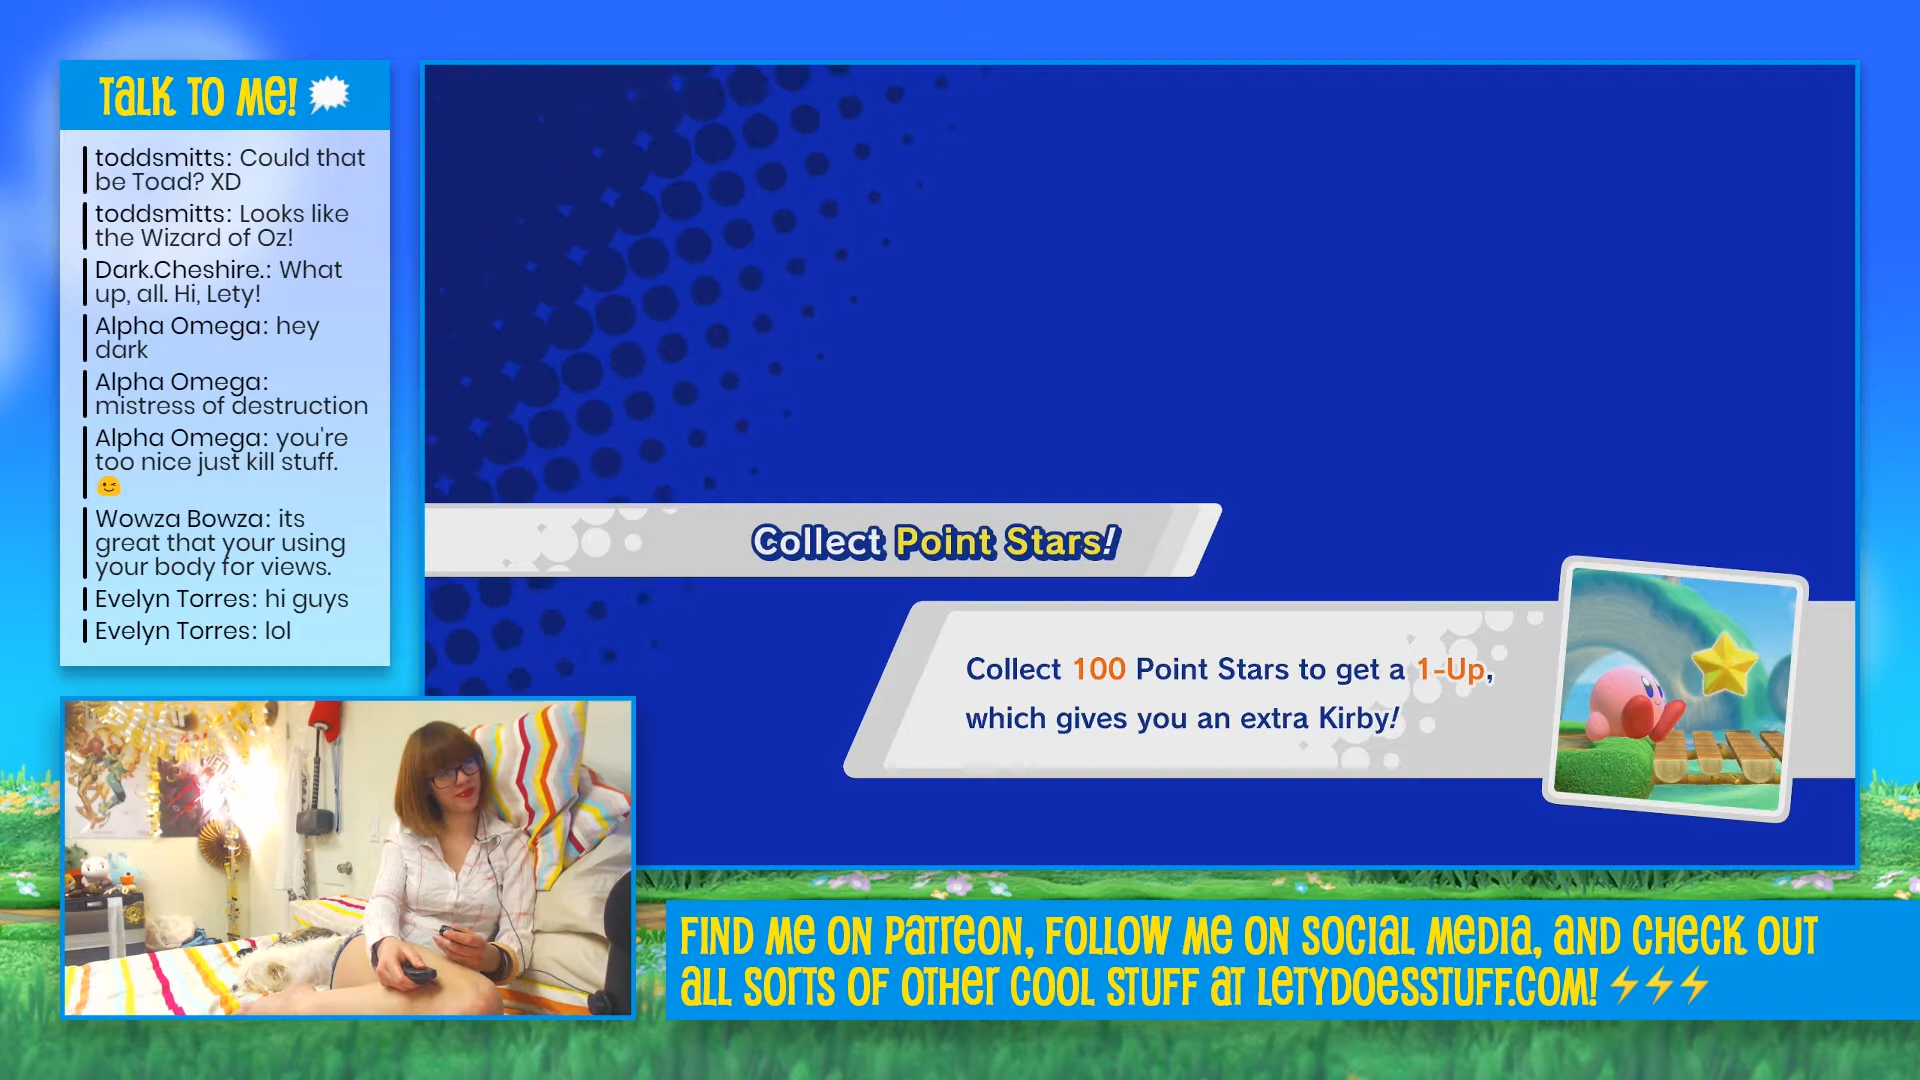 TALK TO ME!
toddsmitts: Could that
be Toad? XD
toddsmitts: Looks like
the Wizard of Oz!
Dark.Cheshire.: What
up, all. Hi, Lety!
Alpha Omega: hey
dark
Alpha Omega:
mistress of destruction
Alpha Omega: you're
too nice just kill stuff.
😉
Wowza Bowza: its
great that your using
your body for views.
Evelyn Torres: hi guys
Evelyn Torres: lol
Collect Point Stars!
Collect 100 Point Stars to get a 1-Up,
which gives you an extra Kirby!
FIND ME ON PATREON, FOLLOW ME ON SOCIAL MEDIA, AND CHECK OUT
ALL SORTS OF OTHER COOL STUFF AT LETYDOESSTUFF.COM! ⚡⚡⚡